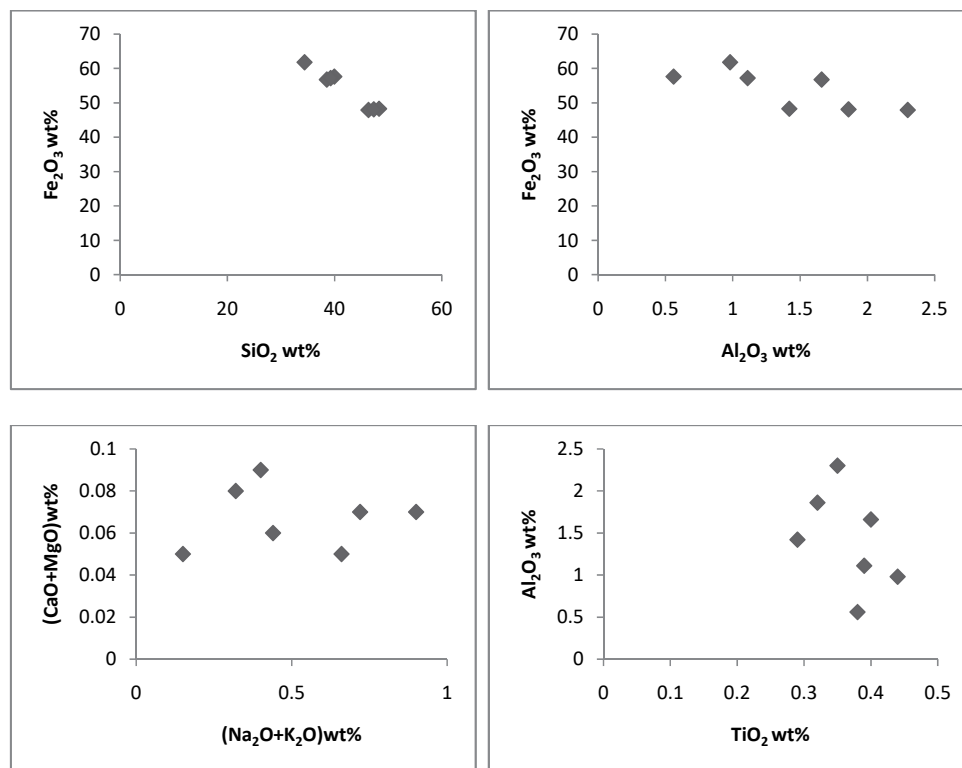 70
60
50
40
30
20
10
0
Fe₂O₃ wt%
0 20 40 60
SiO₂ wt%
70
60
50
40
30
20
10
0
Fe₂O₃ wt%
0 0.5 1 1.5 2 2.5
Al₂O₃ wt%
0.1
0.08
0.06
0.04
0.02
0
(CaO+MgO)wt%
0 0.5 1
(Na₂O+K₂O)wt%
2.5
2
1.5
1
0.5
0
Al₂O₃ wt%
0 0.1 0.2 0.3 0.4 0.5
TiO₂ wt%